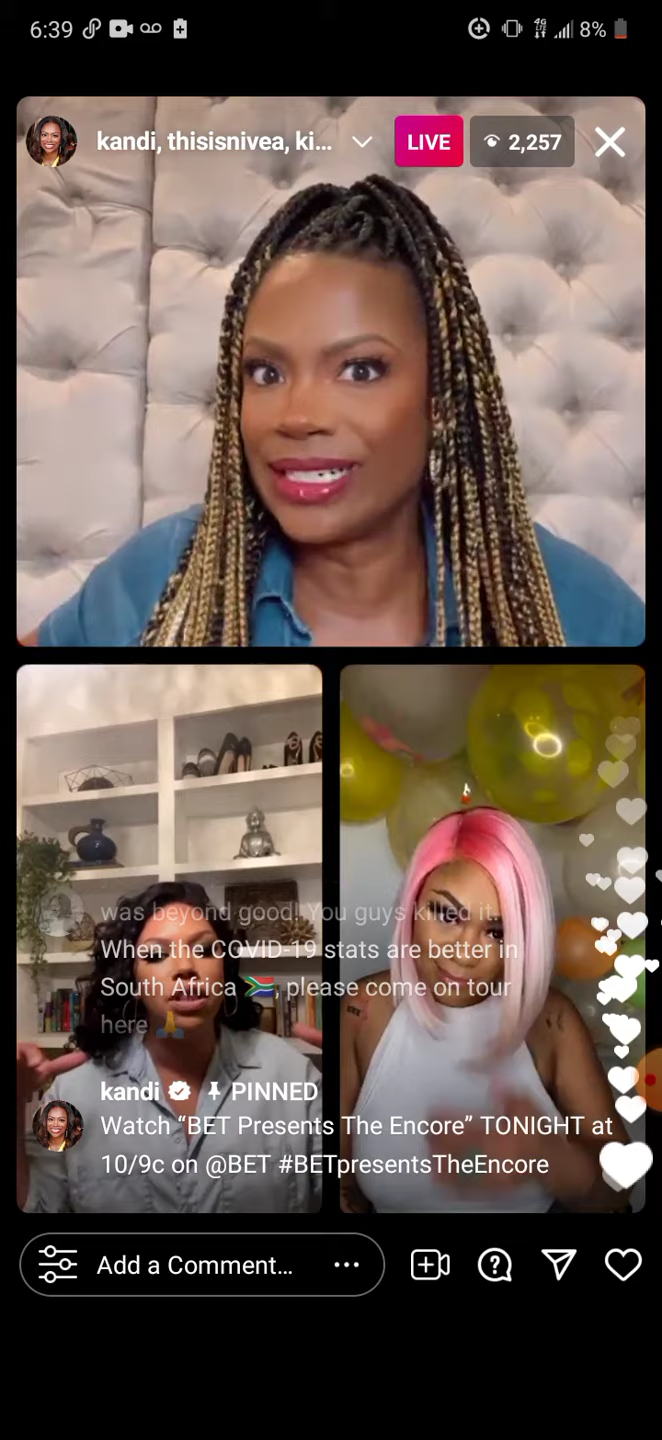 6:39
4G
LTE
8%
kandi, thisisnivea, ki...
LIVE
2,257
was beyond good! You guys killed it.
When the COVID-19 stats are better in
South Africa 🇿🇦, please come on tour
here 🙏
kandi PINNED
Watch “BET Presents The Encore” TONIGHT at
10/9c on @BET #BETpresentsTheEncore
Add a Comment...